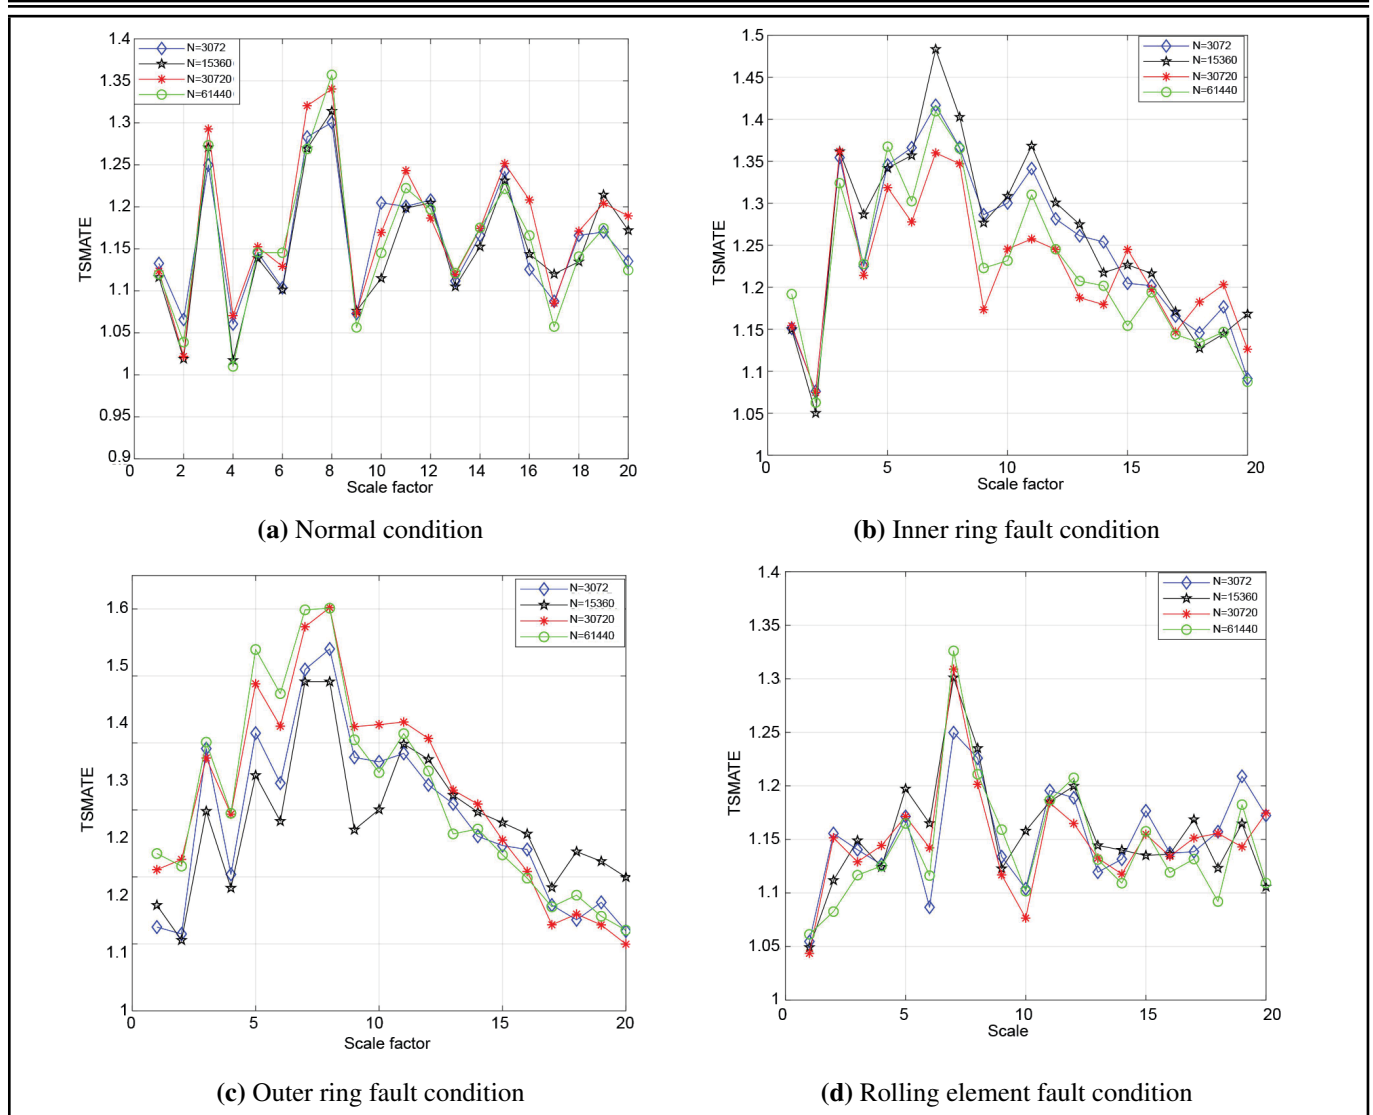 1.4
1.35
1.3
1.25
1.2
1.15
1.1
1.05
1
0.95
0.9
TSMATE
N=3072
N=15360
N=30720
N=61440
0 2 4 6 8 10 12 14 16 18 20
Scale factor
(a) Normal condition
1.5
1.45
1.4
1.35
1.3
1.25
1.2
1.15
1.1
1.05
1
TSMATE
N=3072
N=15360
N=30720
N=61440
0 5 10 15 20
Scale factor
(b) Inner ring fault condition
1.6
1.5
1.4
1.3
1.2
1.2
1.1
1
TSMATE
N=3072
N=15360
N=30720
N=61440
0 5 10 15 20
Scale factor
(c) Outer ring fault condition
1.4
1.35
1.3
1.25
1.2
1.15
1.1
1.05
1
TSMATE
N=3072
N=15360
N=30720
N=61440
0 5 10 15 20
Scale
(d) Rolling element fault condition